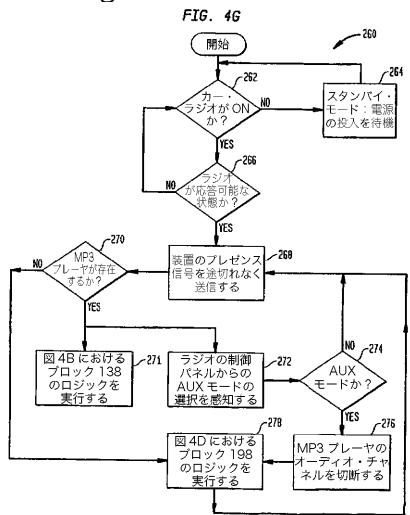 FIG. 4G
260
開始
262
カー・
ラジオがON
か？
NO
264
スタンバイ・
モード：電源
の投入を待機
YES
266
ラジオ
が応答可能な
状態か？
NO
YES
268
装置のプレゼンス
信号を途切れなく
送信する
270
MP3
プレーヤが存在
するか？
NO
YES
図4Bにおける
ブロック138
のロジックを
実行する
271
ラジオの制御
パネルからの
AUXモードの
選択を感知する
272
274
AUX
モードか？
NO
YES
276
MP3プレーヤの
オーディオ・チャ
ネルを切断する
278
図4Dにおける
ブロック198
のロジックを
実行する